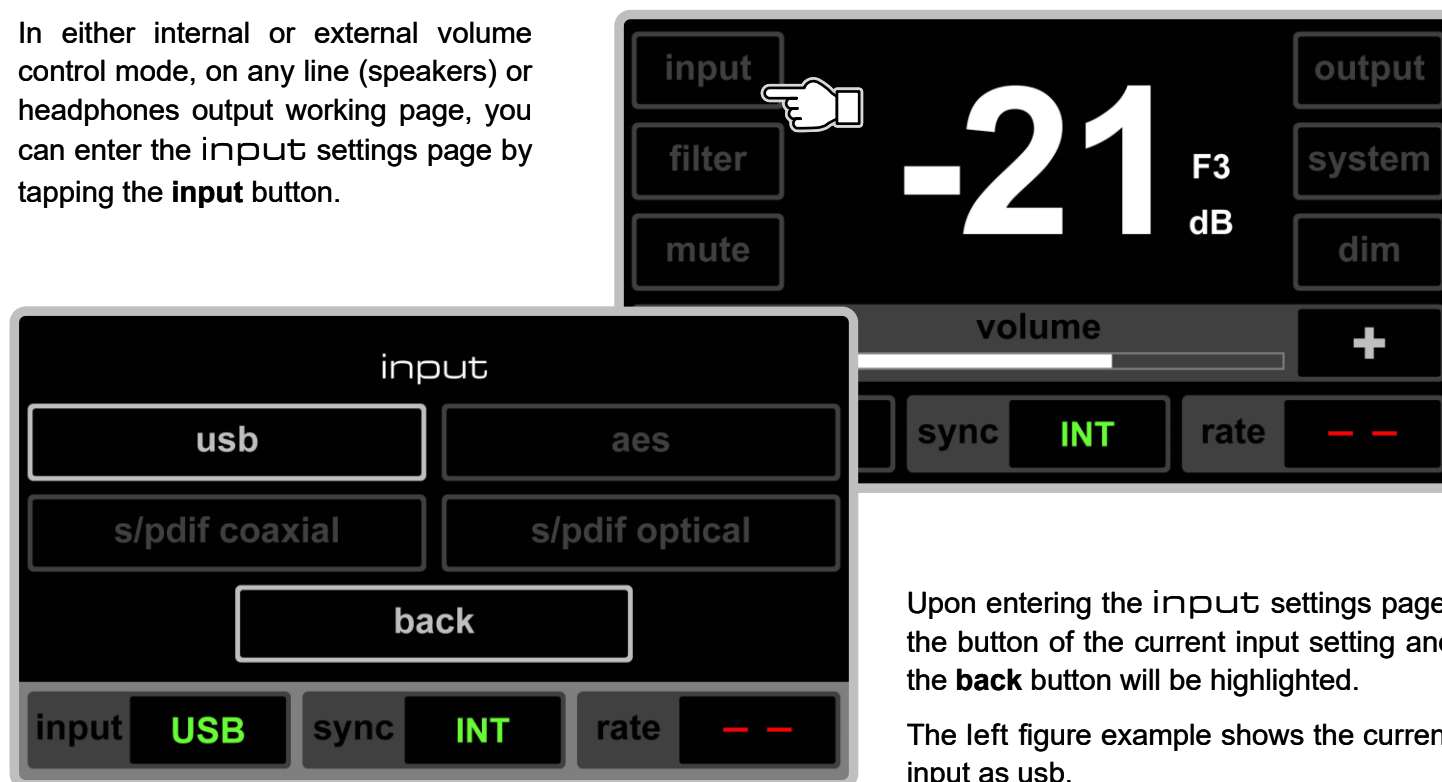 In either internal or external volume
control mode, on any line (speakers) or
headphones output working page, you
can enter the input settings page by
tapping the input button.
input
output
-21
F3
dB
filter
system
mute
dim
volume
+
sync INT rate – –
input
usb aes
s/pdif coaxial s/pdif optical
back
input USB sync INT rate – –
Upon entering the input settings page
the button of the current input setting and
the back button will be highlighted.
The left figure example shows the current
input as usb.